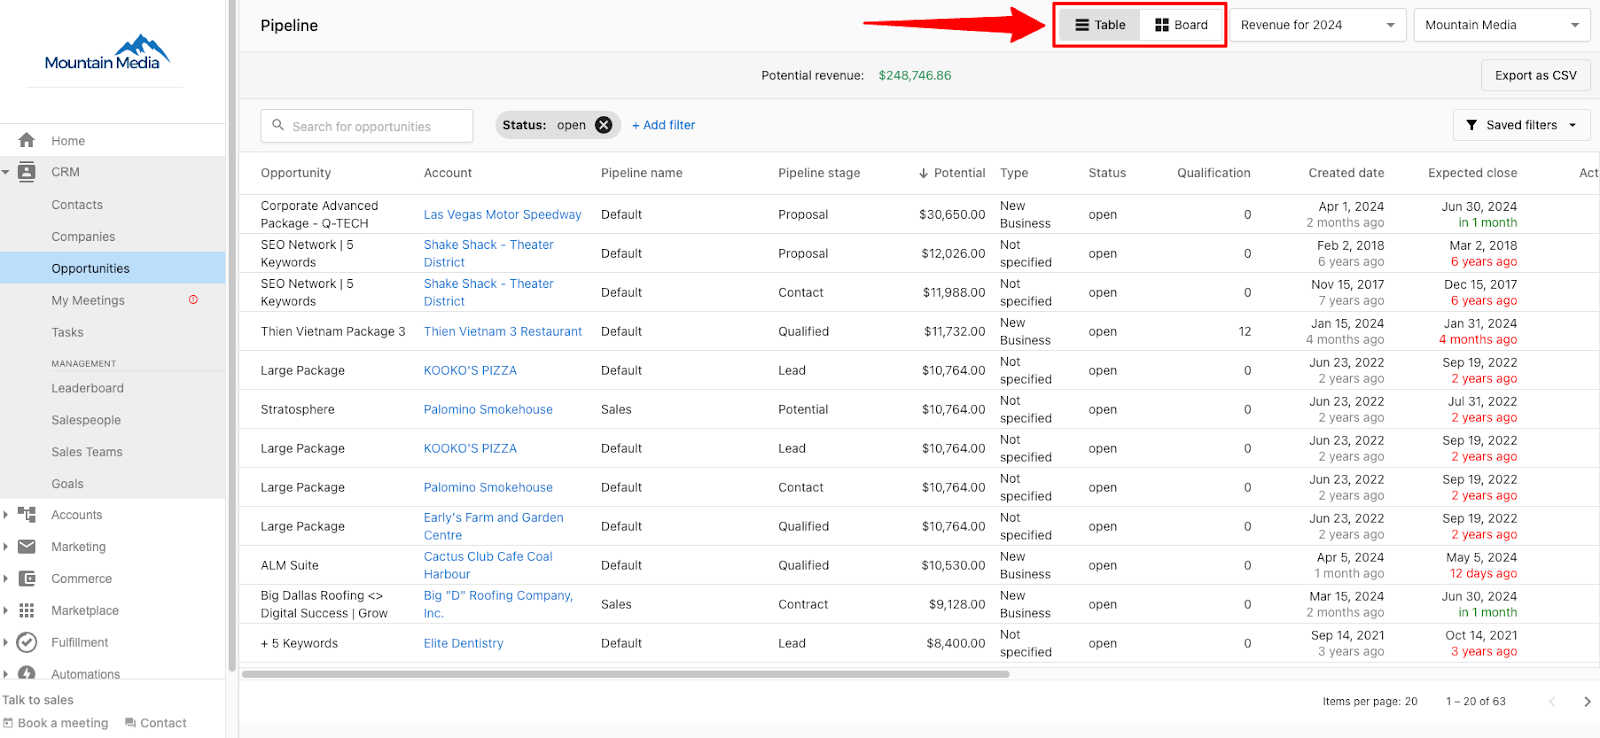 Mountain Media
Home
CRM
Contacts
Companies
Opportunities
My Meetings
Tasks
MANAGEMENT
Leaderboard
Salespeople
Sales Teams
Goals
Accounts
Marketing
Commerce
Marketplace
Fulfillment
Automations
Talk to sales
Book a meeting Contact
Pipeline Table Board Revenue for 2024 Mountain Media
Potential revenue: $248,746.86 Export as CSV
Search for opportunities Status: open + Add filter Saved filters
Opportunity Account Pipeline name Pipeline stage Potential Type Status Qualification Created date Expected close Act
Corporate Advanced New Apr 1, 2024 Jun 30, 2024
Las Vegas Motor Speedway Default Proposal $30,650.00 open 0
Package - Q-TECH Business 2 months ago in 1 month
SEO Network | 5 Shake Shack - Theater Not Feb 2, 2018 Mar 2, 2018
Default Proposal $12,026.00 open 0
Keywords District specified 6 years ago 6 years ago
SEO Network | 5 Shake Shack - Theater Not Nov 15, 2017 Dec 15, 2017
Default Contact $11,988.00 open 0
Keywords District specified 7 years ago 6 years ago
New Jan 15, 2024 Jan 31, 2024
Thien Vietnam Package 3 Thien Vietnam 3 Restaurant Default Qualified $11,732.00 open 12
Business 4 months ago 4 months ago
Not Jun 23, 2022 Sep 19, 2022
Large Package KOOKO'S PIZZA Default Lead $10,764.00 open 0
specified 2 years ago 2 years ago
Not Jun 23, 2022 Jul 31, 2022
Stratosphere Palomino Smokehouse Sales Potential $10,764.00 open 0
specified 2 years ago 2 years ago
Not Jun 23, 2022 Sep 19, 2022
Large Package KOOKO'S PIZZA Default Lead $10,764.00 open 0
specified 2 years ago 2 years ago
Not Jun 23, 2022 Sep 19, 2022
Large Package Palomino Smokehouse Default Contact $10,764.00 open 0
specified 2 years ago 2 years ago
Early's Farm and Garden Not Jun 23, 2022 Sep 19, 2022
Large Package Default Qualified $10,764.00 open 0
Centre specified 2 years ago 2 years ago
Cactus Club Cafe Coal New Apr 5, 2024 May 5, 2024
ALM Suite Default Qualified $10,530.00 open 0
Harbour Business 1 month ago 12 days ago
Big Dallas Roofing <> Big "D" Roofing Company, New Mar 15, 2024 Jun 30, 2024
Sales Contract $9,128.00 open 0
Digital Success | Grow Inc. Business 2 months ago in 1 month
Not Sep 14, 2021 Oct 14, 2021
+ 5 Keywords Elite Dentistry Default Lead $8,400.00 open 0
specified 3 years ago 3 years ago
Items per page: 20 1 – 20 of 63